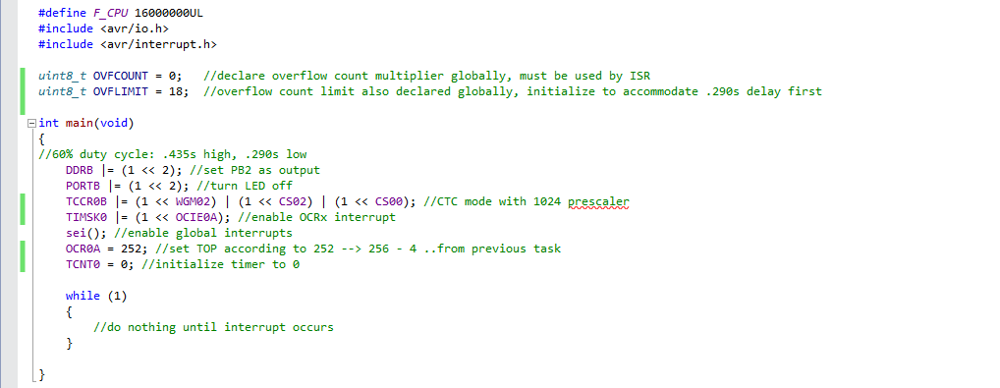 #define F_CPU 16000000UL
#include <avr/io.h>
#include <avr/interrupt.h>
uint8_t OVFCOUNT = 0;   //declare overflow count multiplier globally, must be used by ISR
uint8_t OVFLIMIT = 18;  //overflow count limit also declared globally, initialize to accommodate .290s delay first
int main(void)
{
//60% duty cycle: .435s high, .290s low
    DDRB |= (1 << 2); //set PB2 as output
    PORTB |= (1 << 2); //turn LED off
    TCCR0B |= (1 << WGM02) | (1 << CS02) | (1 << CS00); //CTC mode with 1024 prescaler
    TIMSK0 |= (1 << OCIE0A); //enable OCRx interrupt
    sei(); //enable global interrupts
    OCR0A = 252; //set TOP according to 252 --> 256 - 4 ..from previous task
    TCNT0 = 0; //initialize timer to 0
    while (1)
    {
        //do nothing until interrupt occurs
    }
}